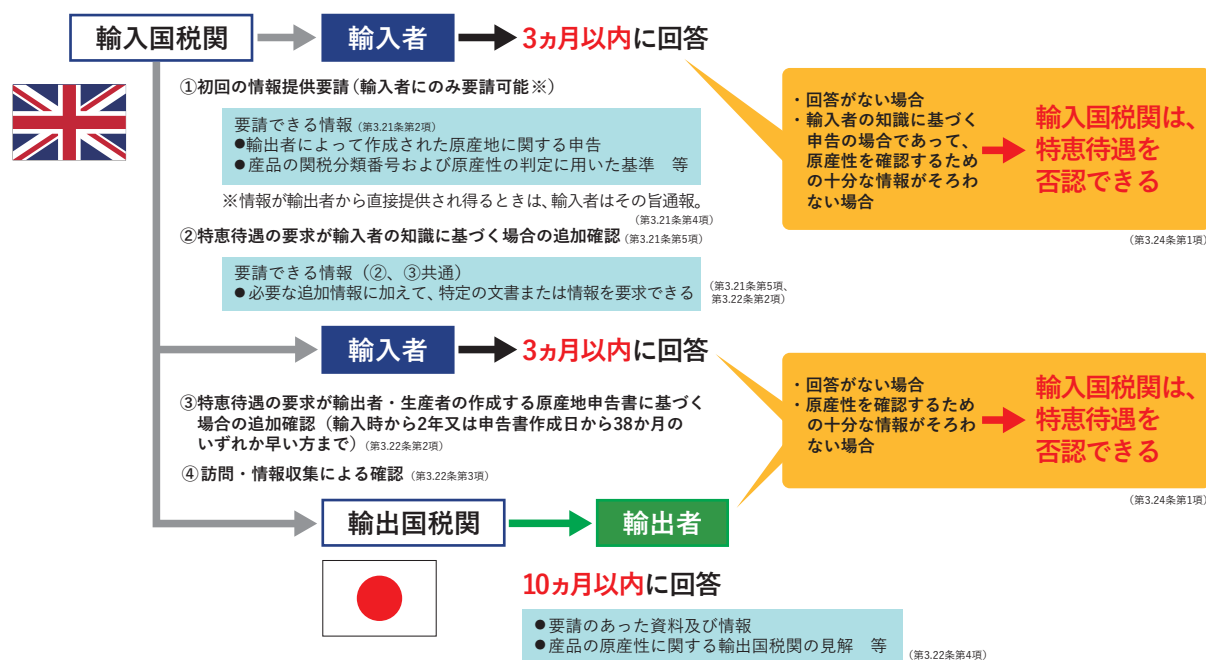 輸入国税関
輸入者
3ヵ月以内に回答
①初回の情報提供要請(輸入者にのみ要請可能※)
要請できる情報(第3.21条第2項)
●輸出者によって作成された原産地に関する申告
●産品の関税分類番号および原産性の判定に用いた基準 等
※情報が輸出者から直接提供され得るときは、輸入者はその旨通報。
(第3.21条第4項)
・回答がない場合
・輸入者の知識に基づく
申告の場合であって、
原産性を確認するため
の十分な情報がそろわ
ない場合
輸入国税関は、
特恵待遇を
否認できる
(第3.24条第1項)
②特恵待遇の要求が輸入者の知識に基づく場合の追加確認(第3.21条第5項)
要請できる情報(②、③共通)
●必要な追加情報に加えて、特定の文書または情報を要求できる
(第3.21条第5項、
第3.22条第2項)
輸入者
3ヵ月以内に回答
③特恵待遇の要求が輸出者・生産者の作成する原産地申告書に基づく
場合の追加確認(輸入時から2年又は申告書作成日から38か月の
いずれか早い方まで)(第3.22条第2項)
④訪問・情報収集による確認(第3.22条第3項)
・回答がない場合
・原産性を確認するため
の十分な情報がそろわ
ない場合
輸入国税関は、
特恵待遇を
否認できる
(第3.24条第1項)
輸出国税関
輸出者
10ヵ月以内に回答
●要請のあった資料及び情報
●産品の原産性に関する輸出国税関の見解 等
(第3.22条第4項)